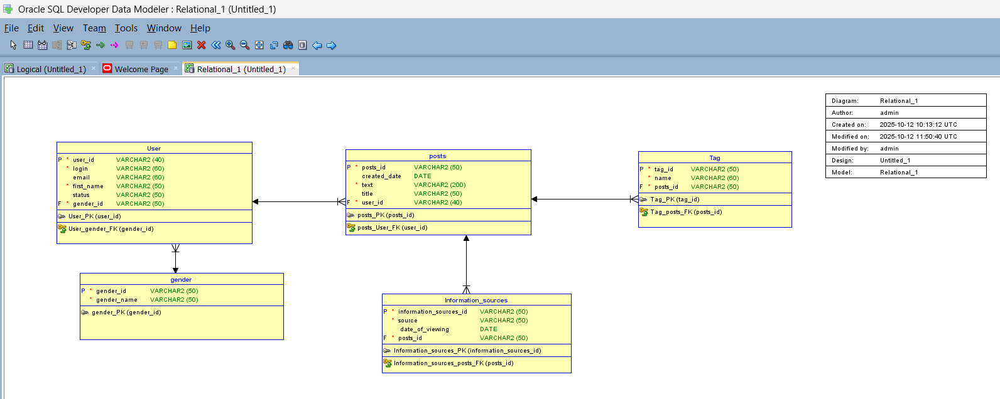 Oracle SQL Developer Data Modeler : Relational_1 (Untitled_1)
File Edit View Team Tools Window Help
Logical (Untitled_1) × Welcome Page × Relational_1 (Untitled_1) ×
Diagram: Relational_1
Author: admin
Created on: 2025-10-12 10:13:12 UTC
Modified on: 2025-10-12 11:50:40 UTC
Modified by: admin
Design: Untitled_1
Model: Relational_1
User
P * user_id VARCHAR2 (40)
* login VARCHAR2 (60)
email VARCHAR2 (60)
* first_name VARCHAR2 (50)
status VARCHAR2 (50)
F * gender_id VARCHAR2 (50)
User_PK (user_id)
User_gender_FK (gender_id)
posts
P * posts_id VARCHAR2 (50)
created_date DATE
* text VARCHAR2 (200)
title VARCHAR2 (50)
F * user_id VARCHAR2 (40)
posts_PK (posts_id)
posts_User_FK (user_id)
Tag
P * tag_id VARCHAR2 (50)
* name VARCHAR2 (60)
F * posts_id VARCHAR2 (50)
Tag_PK (tag_id)
Tag_posts_FK (posts_id)
gender
P * gender_id VARCHAR2 (50)
* gender_name VARCHAR2 (50)
gender_PK (gender_id)
Information_sources
P * information_sources_id VARCHAR2 (50)
* source VARCHAR2 (50)
date_of_viewing DATE
F * posts_id VARCHAR2 (50)
Information_sources_PK (information_sources_id)
Information_sources_posts_FK (posts_id)